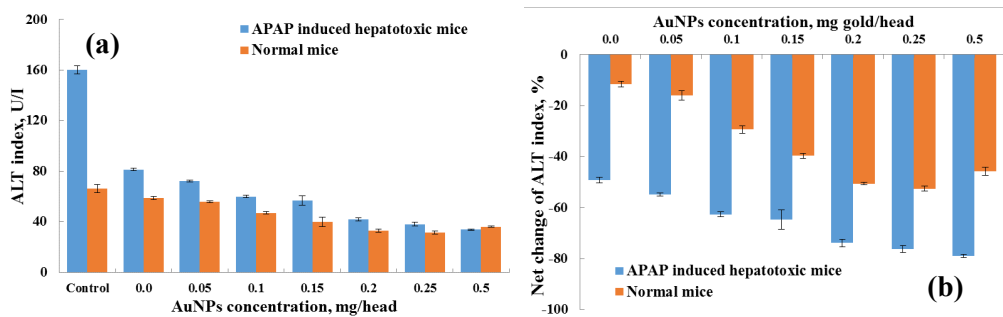 (a)
APAP induced hepatotoxic mice
Normal mice
ALT index, U/I
200
160
120
80
40
0
Control
0.0
0.05
0.1
0.15
0.2
0.25
0.5
AuNPs concentration, mg/head
AuNPs concentration, mg gold/head
0.0
0.05
0.1
0.15
0.2
0.25
0.5
Net change of ALT index, %
0
-20
-40
-60
-80
-100
APAP induced hepatotoxic mice
Normal mice
(b)